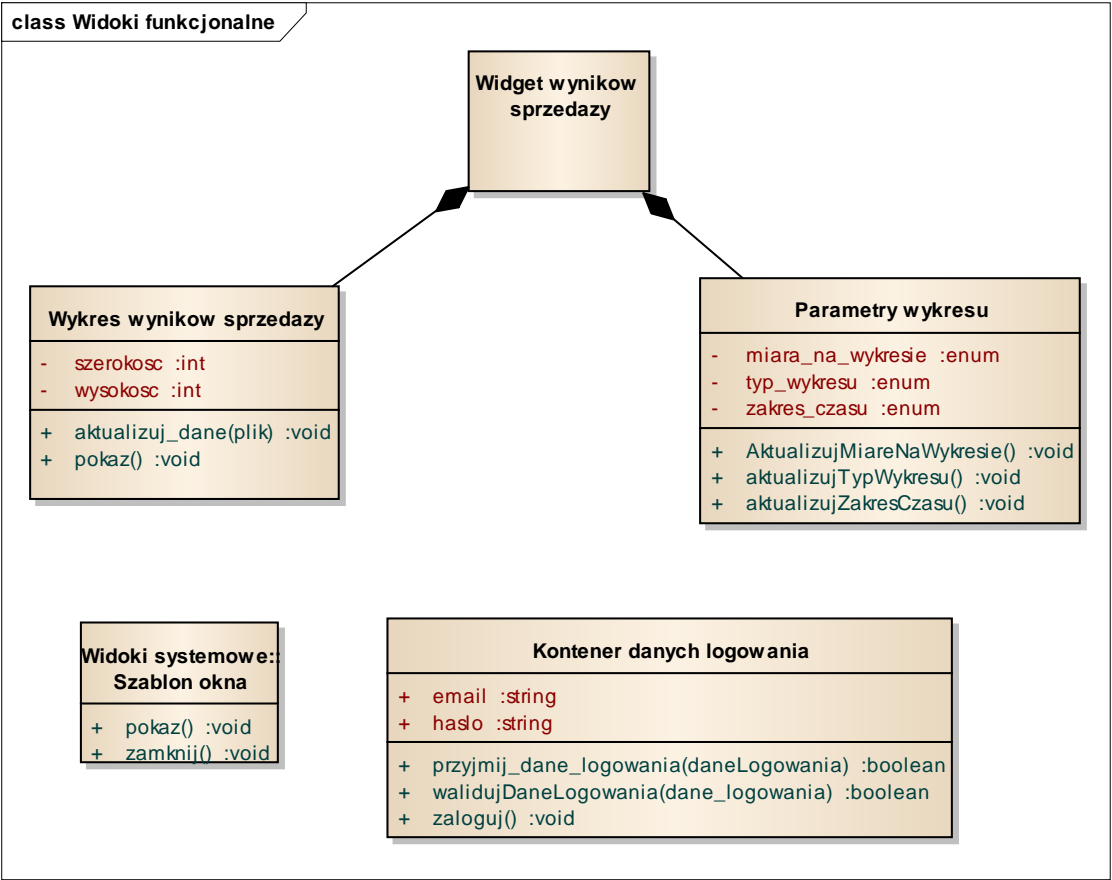 class Widoki funkcjonalne
Widget wynikow
sprzedazy
Wykres wynikow sprzedazy
- szerokosc :int
- wysokosc :int
+ aktualizuj_dane(plik) :void
+ pokaz() :void
Parametry wykresu
- miara_na_wykresie :enum
- typ_wykresu :enum
- zakres_czasu :enum
+ AktualizujMiareNaWykresie() :void
+ aktualizujTypWykresu() :void
+ aktualizujZakresCzasu() :void
Widoki systemowe::
Szablon okna
+ pokaz() :void
+ zamknij() :void
Kontener danych logowania
+ email :string
+ haslo :string
+ przyjmij_dane_logowania(daneLogowania) :boolean
+ walidujDaneLogowania(dane_logowania) :boolean
+ zaloguj() :void